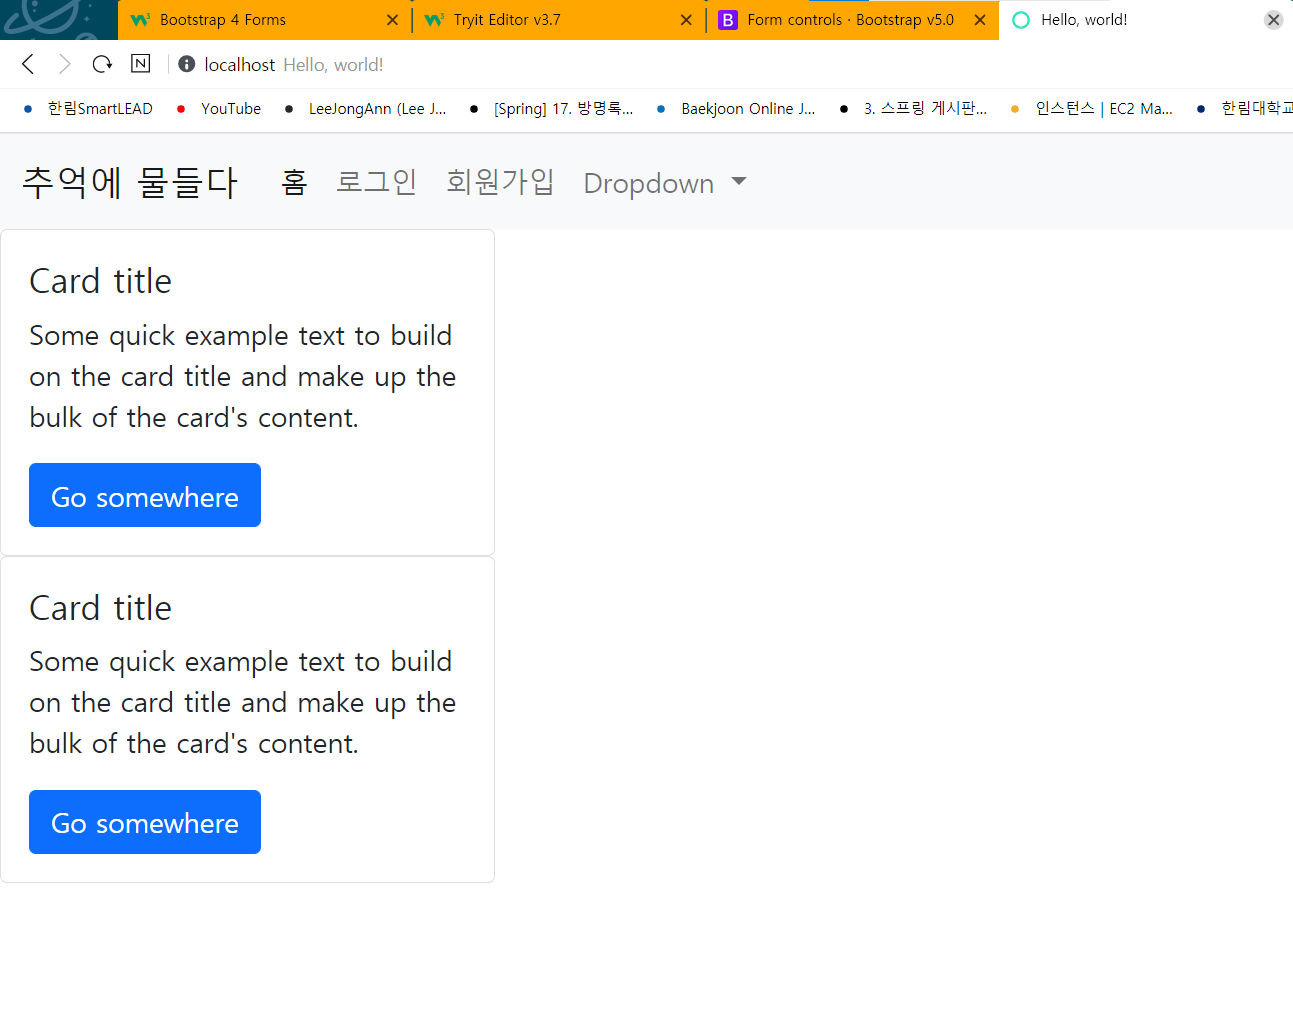 Bootstrap 4 Forms
Tryit Editor v3.7
B Form controls · Bootstrap v5.0
Hello, world!
N localhost Hello, world!
한림SmartLEAD
YouTube
LeeJongAnn (Lee J...
[Spring] 17. 방명록...
Baekjoon Online J...
3. 스프링 게시판...
인스턴스 | EC2 Ma...
한림대학교
추억에 물들다 홈 로그인 회원가입 Dropdown
Card title
Some quick example text to build
on the card title and make up the
bulk of the card's content.
Go somewhere
Card title
Some quick example text to build
on the card title and make up the
bulk of the card's content.
Go somewhere